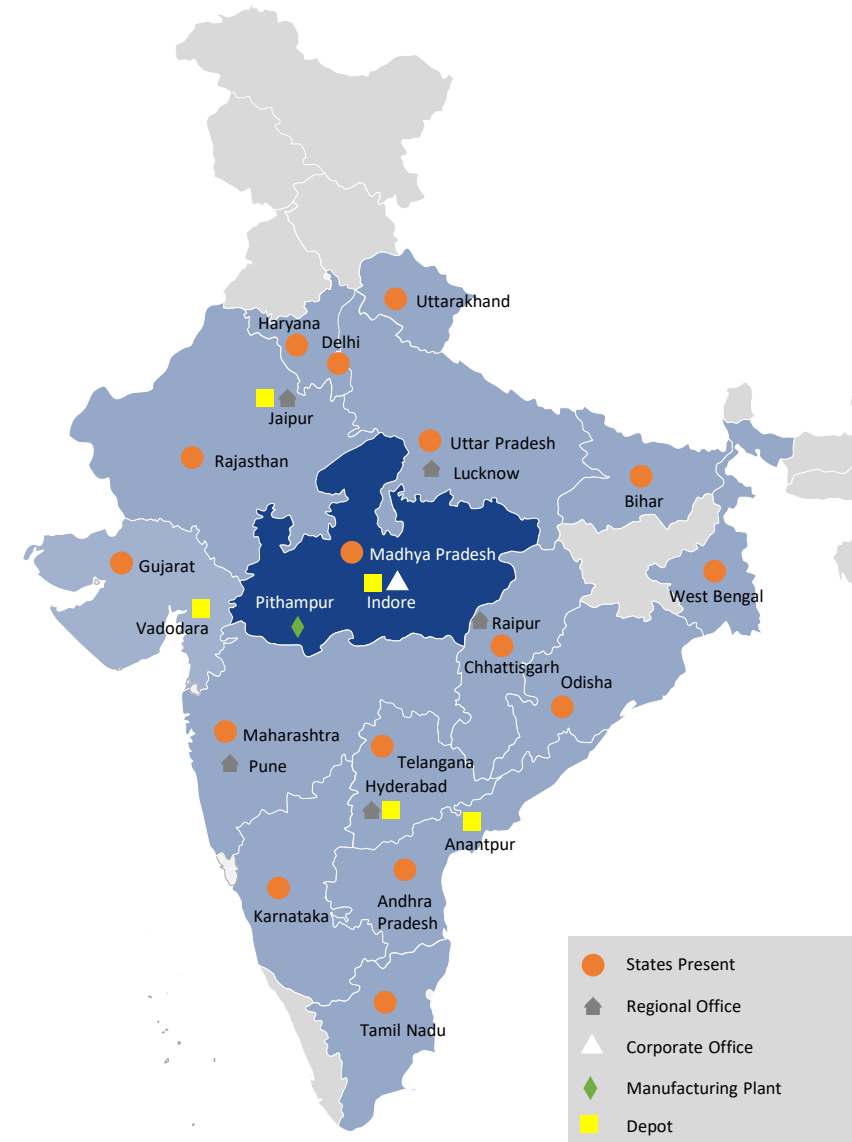 Uttarakhand
Haryana
Delhi
Jaipur
Rajasthan
Uttar Pradesh
Lucknow
Bihar
Gujarat
Madhya Pradesh
West Bengal
Pithampur
Indore
Vadodara
Raipur
Chhattisgarh
Odisha
Maharashtra
Pune
Telangana
Hyderabad
Anantpur
Karnataka
Andhra
Pradesh
Tamil Nadu
States Present
Regional Office
Corporate Office
Manufacturing Plant
Depot